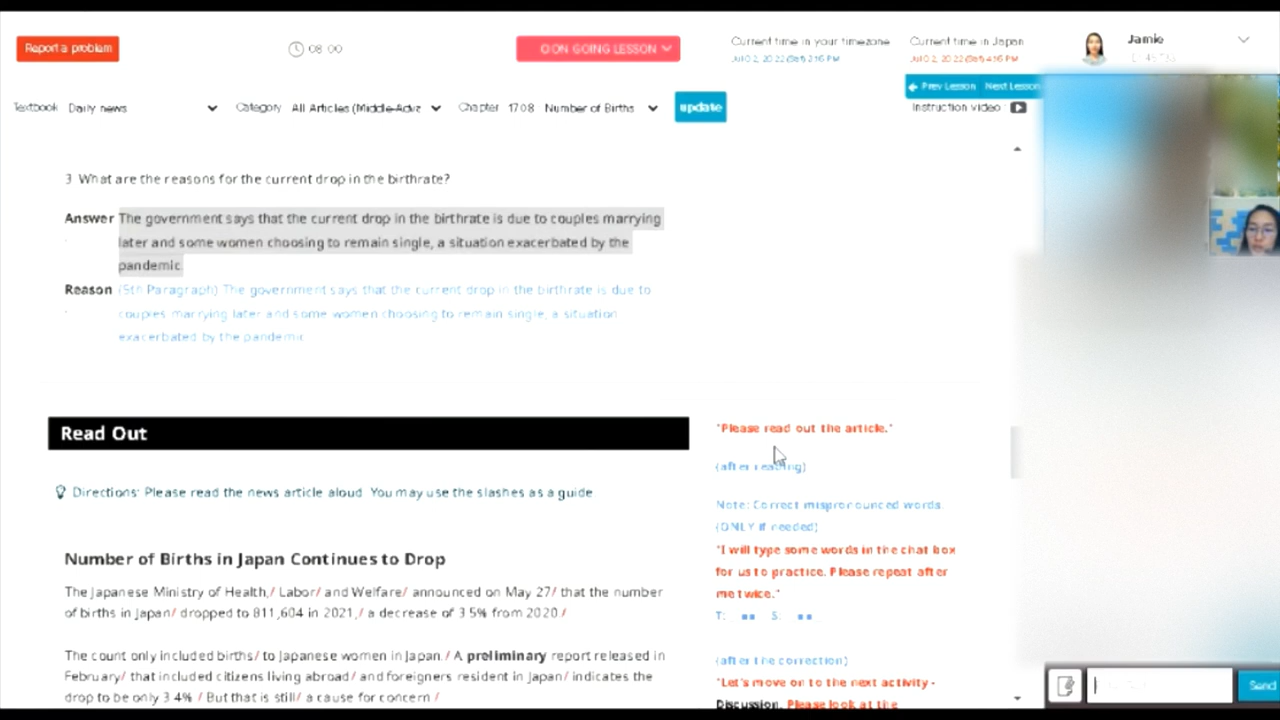 Report a problem
08 00
ON GOING LESSON
Current time in your timezone
Current time in Japan
Jamie
Prev Lesson Next Lesson
Textbook Daily news
Category All Articles (Middle-Adva
Chapter 1708 Number of Births
update
Instruction video
3 What are the reasons for the current drop in the birthrate?
Answer The government says that the current drop in the birthrate is due to couples marrying
later and some women choosing to remain single, a situation exacerbated by the
pandemic.
Reason (5th Paragraph) The government says that the current drop in the birthrate is due to
couples marrying later and some women choosing to remain single, a situation
exacerbated by the pandemic
Read Out
Directions: Please read the news article aloud You may use the slashes as a guide
Number of Births in Japan Continues to Drop
The Japanese Ministry of Health,/ Labor/ and Welfare/ announced on May 27/ that the number
of births in Japan/ dropped to 811,604 in 2021,/ a decrease of 3.5% from 2020./
The count only included births/ to Japanese women in Japan./ A preliminary report released in
February/ that included citizens living abroad/ and foreigners resident in Japan/ indicates the
drop to be only 3.4%./ But that is still/ a cause for concern./
"Please read out the article."
(after reading)
Note: Correct mispronounced words
(ONLY if needed)
"I will type some words in the chat box
for us to practice. Please repeat after
me twice."
T: S:
(after the correction)
"Let's move on to the next activity -
Discussion. Please look at the
Send